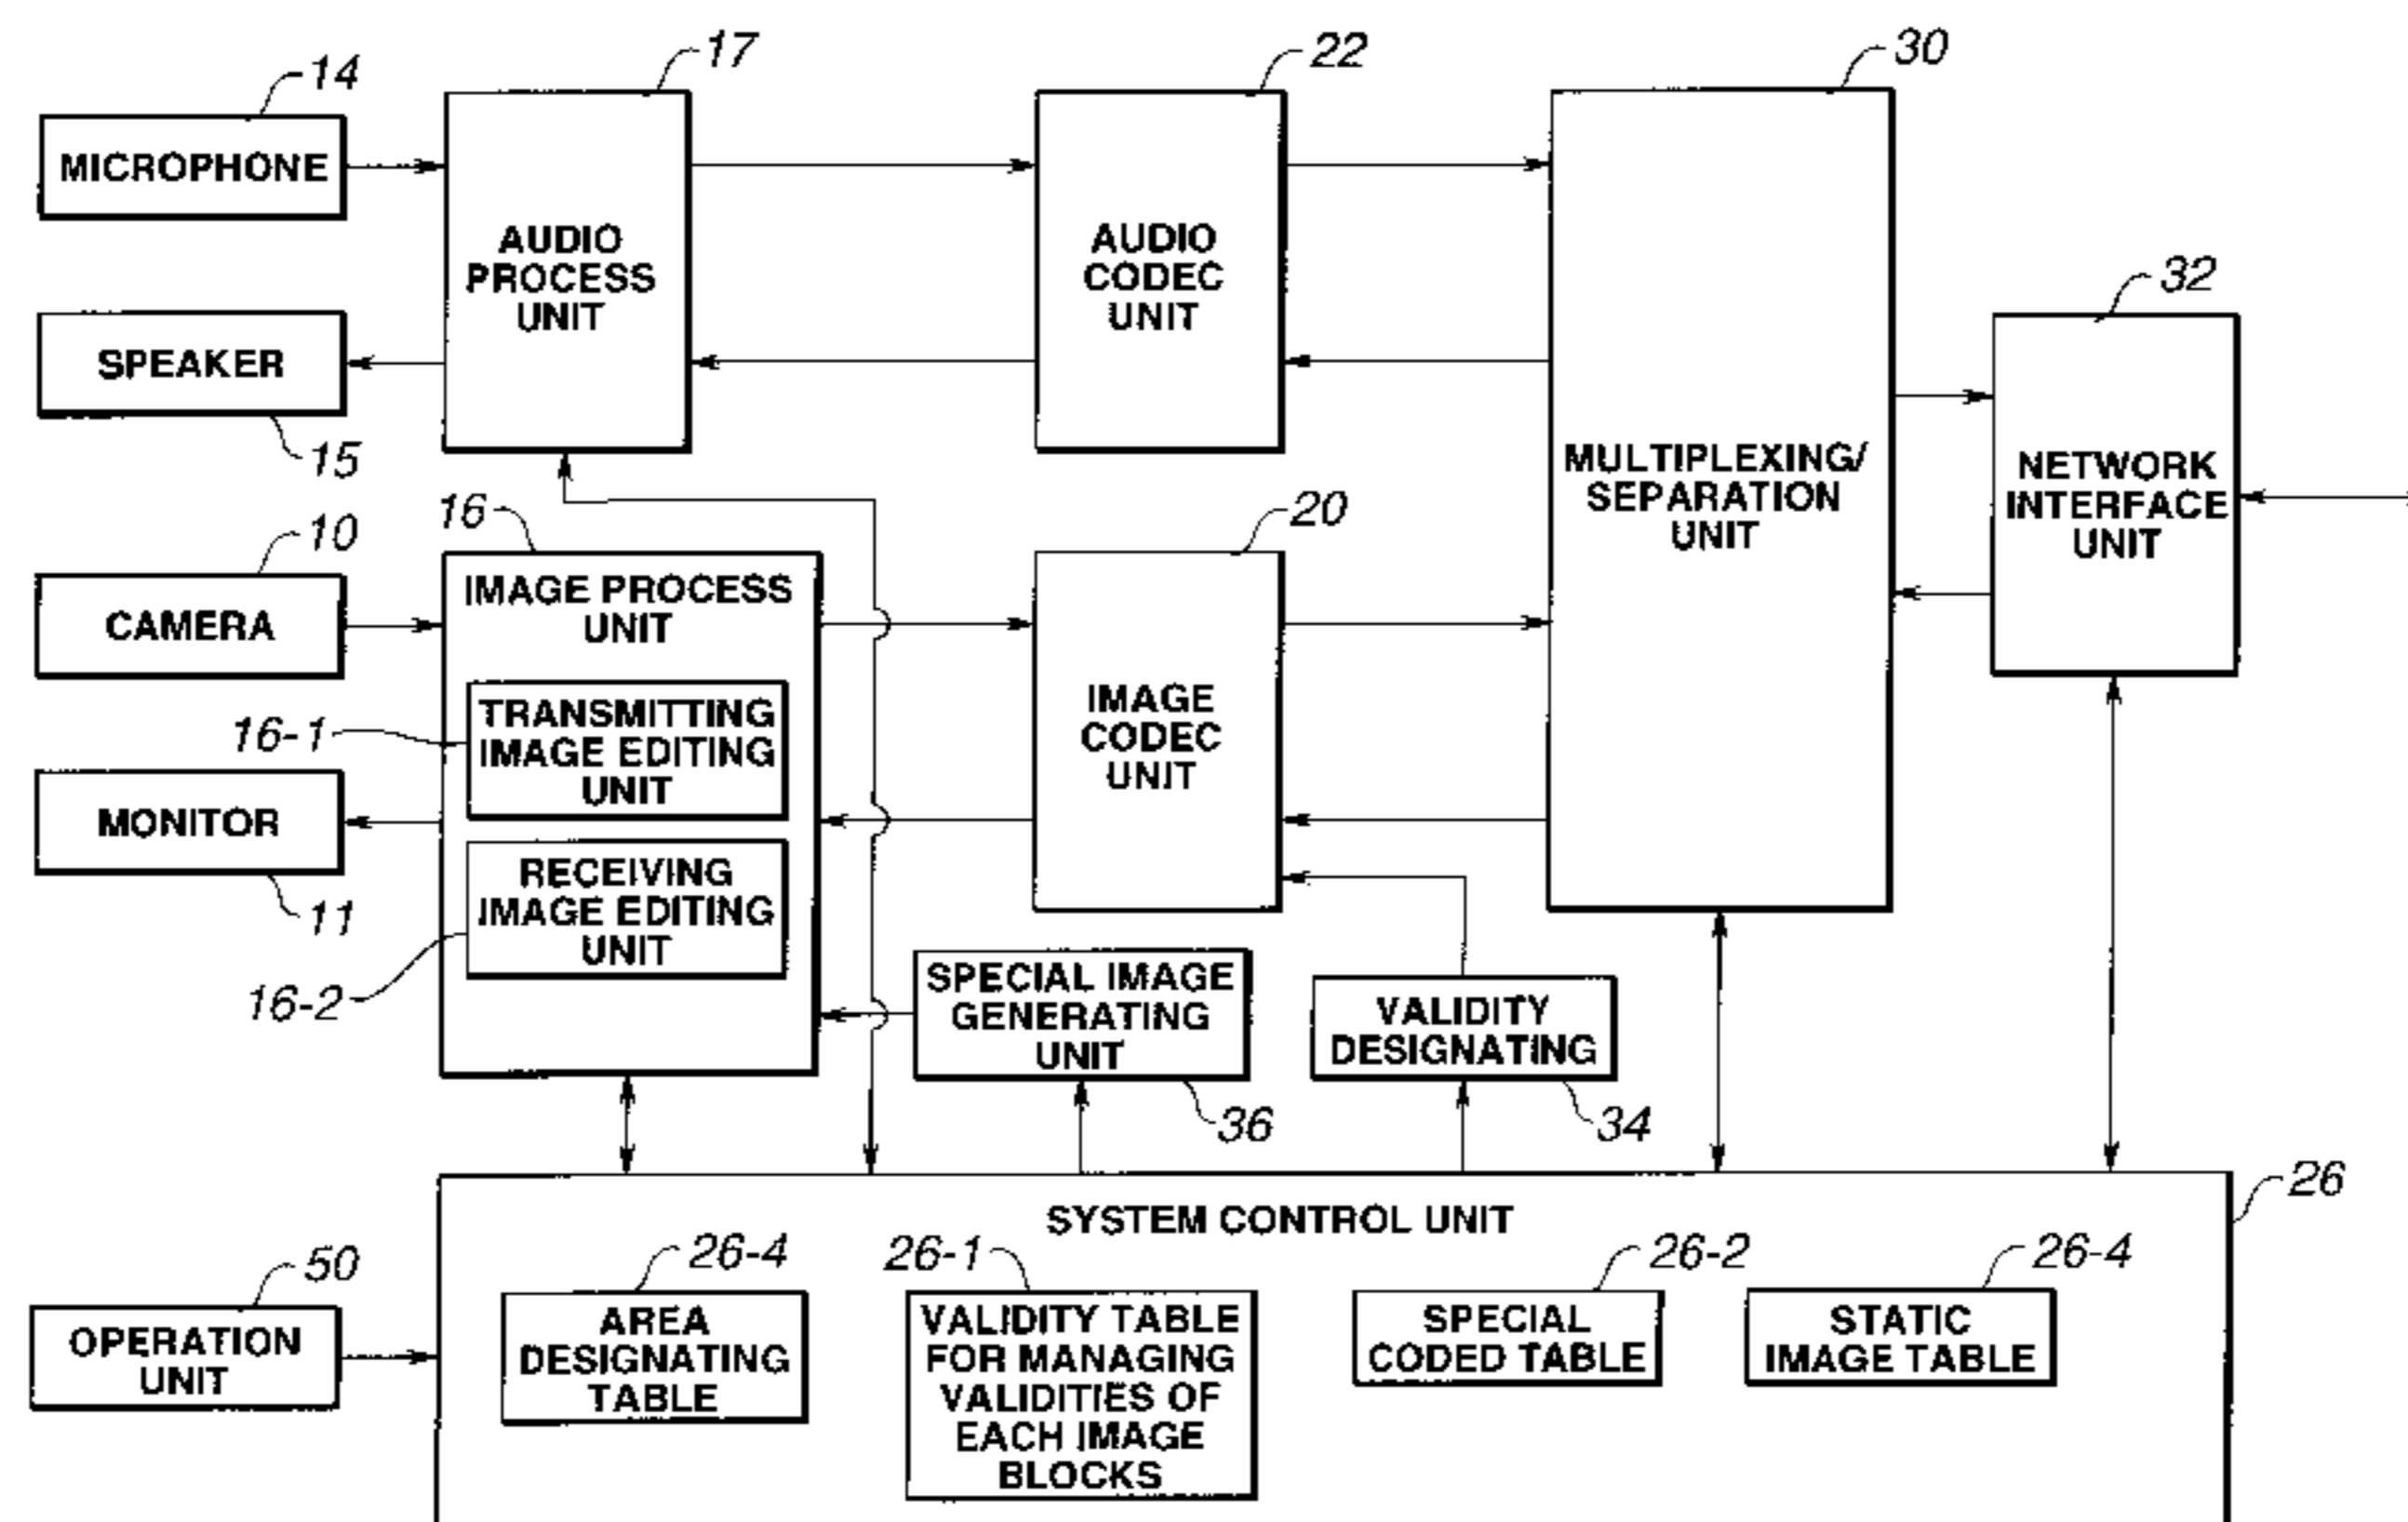 17
22
30
14
MICROPHONE
AUDIO
PROCESS
UNIT
AUDIO
CODEC
UNIT
32
SPEAKER
15
MULTIPLEXING/
SEPARATION
UNIT
NETWORK
INTERFACE
UNIT
16
20
10
CAMERA
IMAGE PROCESS
UNIT
16-1
TRANSMITTING
IMAGE EDITING
UNIT
IMAGE
CODEC
UNIT
MONITOR
11
RECEIVING
IMAGE EDITING
UNIT
16-2
SPECIAL IMAGE
GENERATING
UNIT
36
VALIDITY
DESIGNATING
34
SYSTEM CONTROL UNIT
26
50
OPERATION
UNIT
26-4
AREA
DESIGNATING
TABLE
26-1
VALIDITY TABLE
FOR MANAGING
VALIDITIES OF
EACH IMAGE
BLOCKS
26-2
SPECIAL
CODED TABLE
26-4
STATIC
IMAGE TABLE